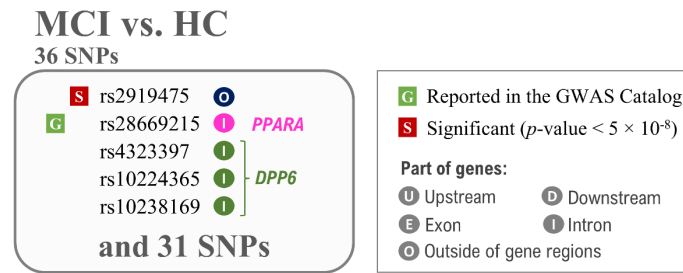 MCI vs. HC
36 SNPs
S rs2919475 O
G rs28669215 I PPARA
rs4323397 I
rs10224365 I DPP6
rs10238169 I
and 31 SNPs
G Reported in the GWAS Catalog
S Significant (p-value < 5 × 10-8)
Part of genes:
U Upstream D Downstream
E Exon I Intron
O Outside of gene regions